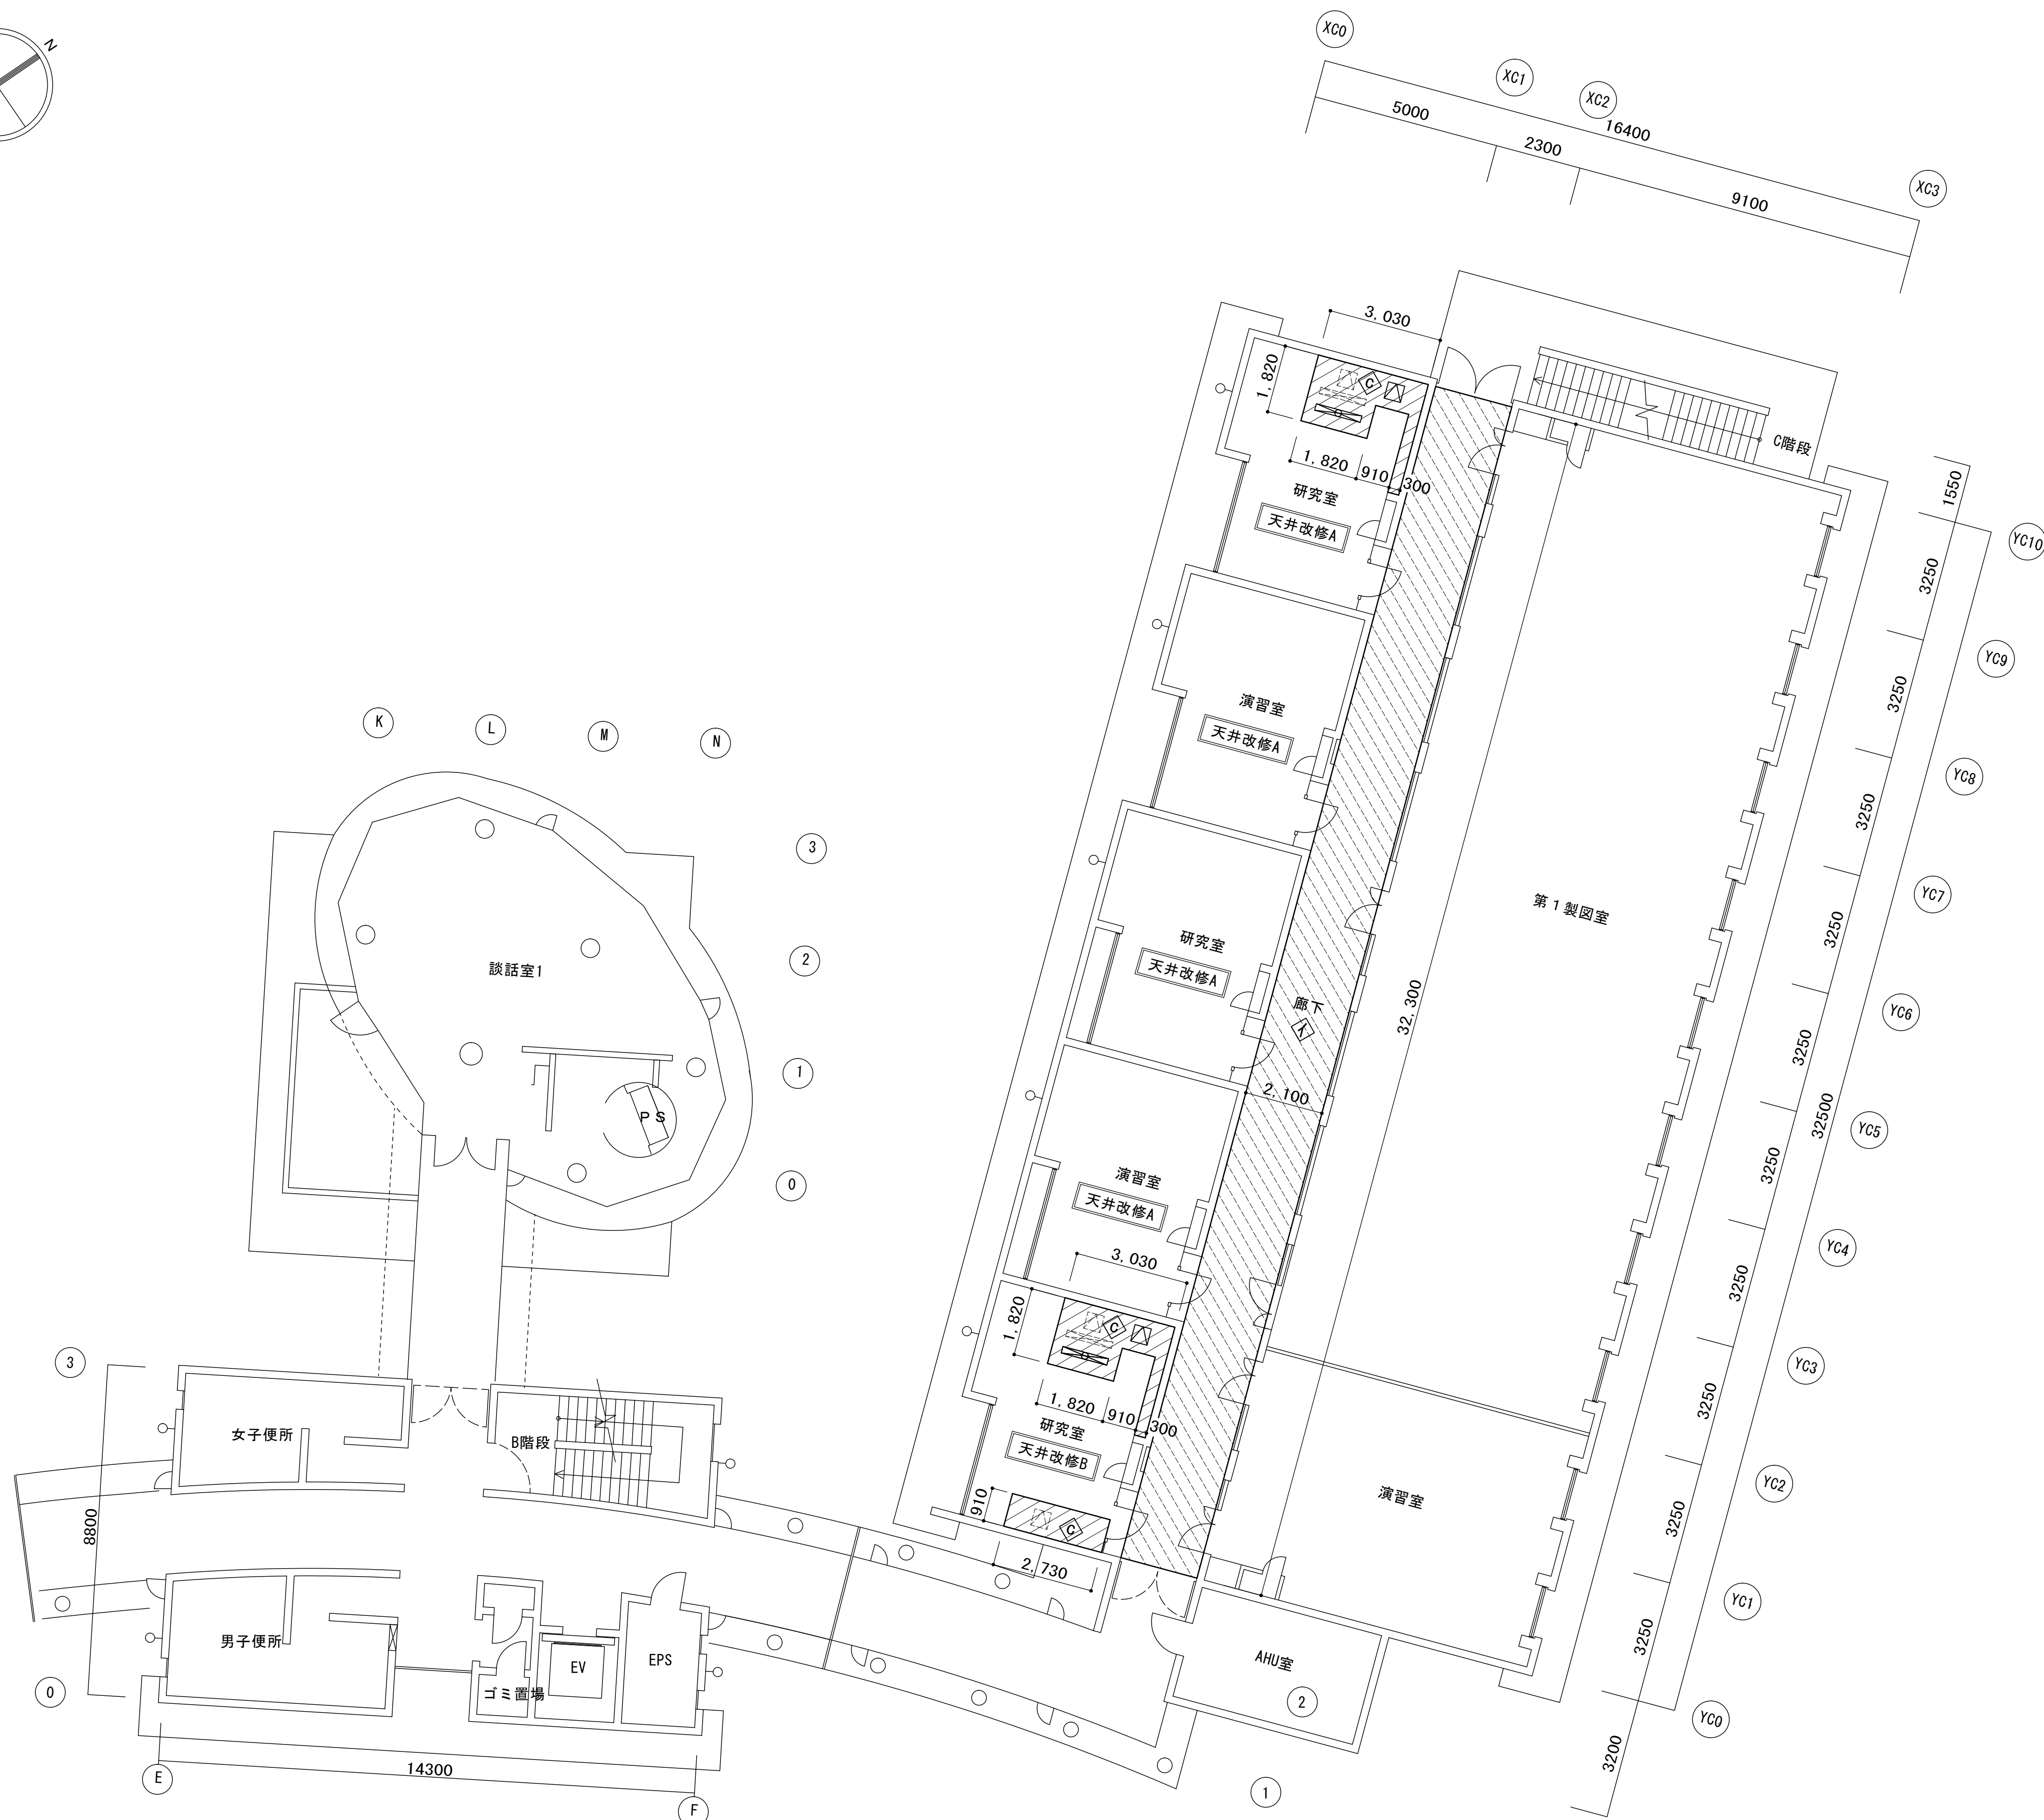 N
XC0
XC1
XC2
XC3
5000
2300
16400
9100
3,030
1,820
C
1,820
910
300
研究室
天井改修A
C階段
1550
YC10
3250
YC9
3250
YC8
3250
YC7
3250
YC6
3250
YC5
32500
3250
YC4
3250
YC3
3250
YC2
3250
YC1
3250
YC0
3200
演習室
天井改修A
第１製図室
研究室
天井改修A
廊下
イ
32,300
2,100
演習室
天井改修A
3,030
1,820
C
1,820
910
300
研究室
天井改修B
910
C
2,730
演習室
AHU室
2
1
K
L
M
N
3
2
1
0
談話室1
PS
3
女子便所
B階段
8800
男子便所
ゴミ置場
EV
EPS
0
E
14300
F